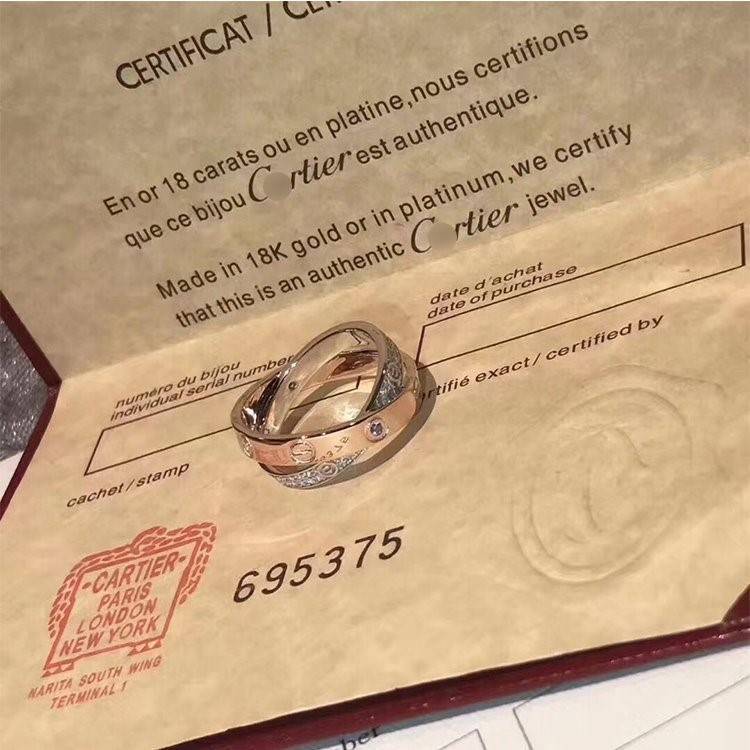 CERTIFICAT /
En or 18 carats ou en platine,nous certifions
que ce bijou C rtier est authentique.
Made in 18K gold or in platinum,we certify
that this is an authentic C rtier jewel.
date d'achat
date of purchase
numéro du bijou
individual serial number
rtifié exact / certified by
cachet/stamp
695375
-CARTIER-
PARIS
LONDON
NEW YORK
NARITA SOUTH WING
TERMINAL 1
ber